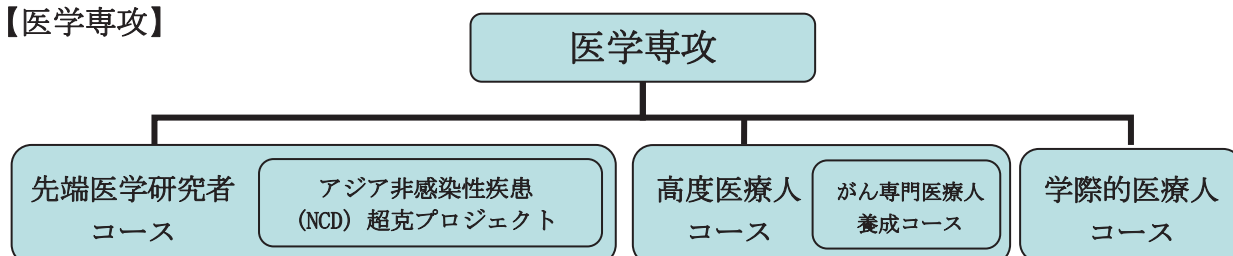 【医学専攻】
医学専攻
先端医学研究者
コース
アジア非感染性疾患
(NCD) 超克プロジェクト
高度医療人
コース
がん専門医療人
養成コース
学際的医療人
コース